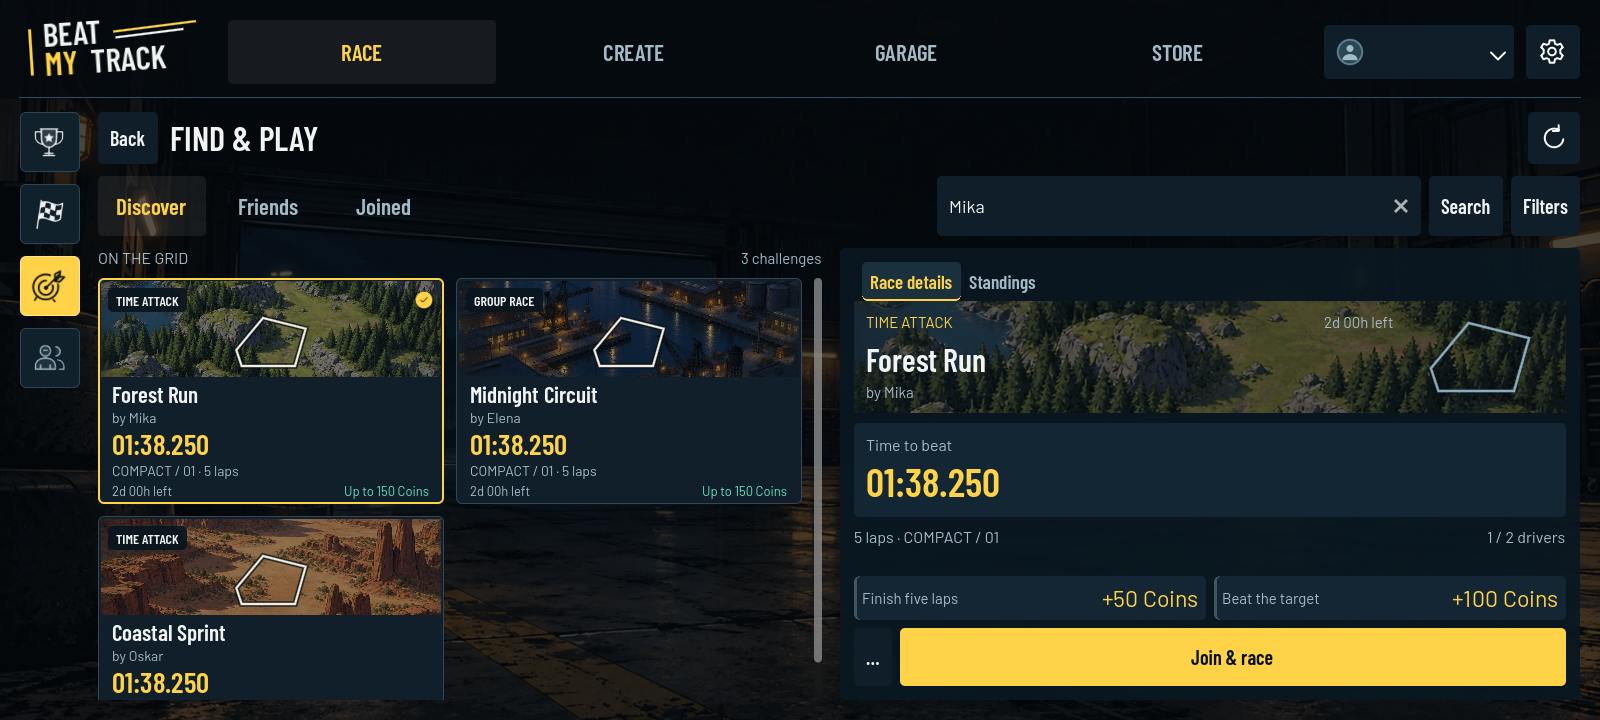 BEAT
MY TRACK
RACE
CREATE
GARAGE
STORE
Back
FIND & PLAY
Discover
Friends
Joined
Mika
Search
Filters
ON THE GRID
3 challenges
TIME ATTACK
Forest Run
by Mika
01:38.250
COMPACT / 01 · 5 laps
2d 00h left
Up to 150 Coins
GROUP RACE
Midnight Circuit
by Elena
01:38.250
COMPACT / 01 · 5 laps
2d 00h left
Up to 150 Coins
TIME ATTACK
Coastal Sprint
by Oskar
01:38.250
Race details
Standings
TIME ATTACK
2d 00h left
Forest Run
by Mika
Time to beat
01:38.250
5 laps · COMPACT / 01
1 / 2 drivers
Finish five laps
+50 Coins
Beat the target
+100 Coins
...
Join & race